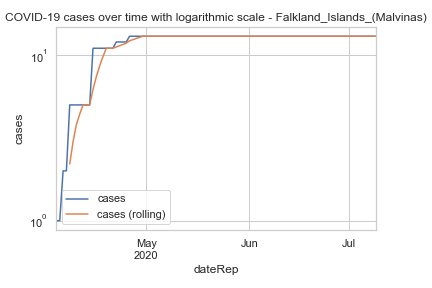 COVID-19 cases over time with logarithmic scale - Falkland_Islands_(Malvinas)
10¹
cases
10⁰
cases
cases (rolling)
May
2020
Jun
Jul
dateRep